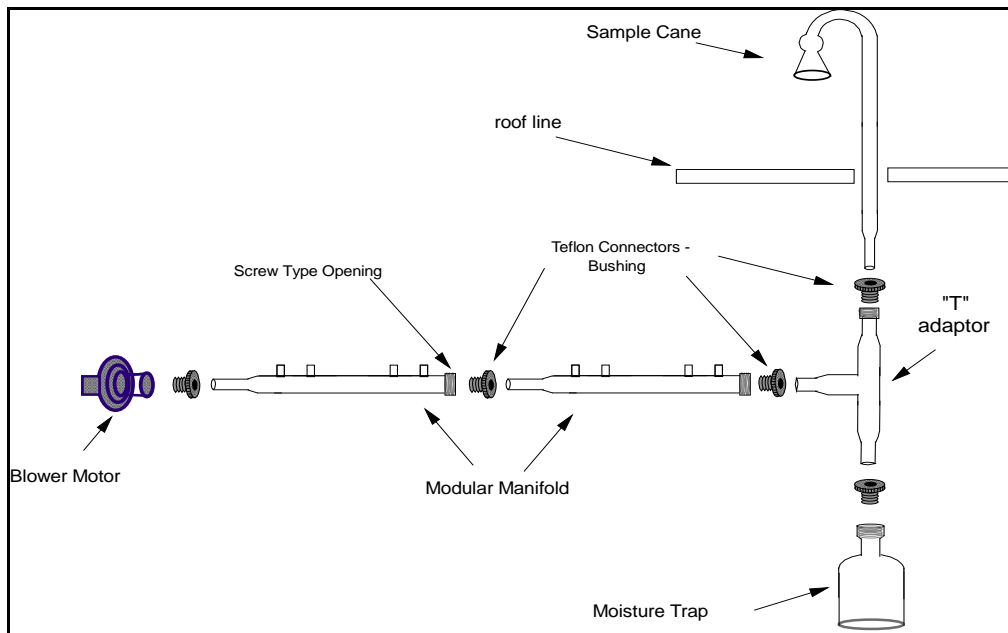 Sample Cane
roof line
Teflon Connectors -
Bushing
Screw Type Opening
"T"
adaptor
Blower Motor
Modular Manifold
Moisture Trap